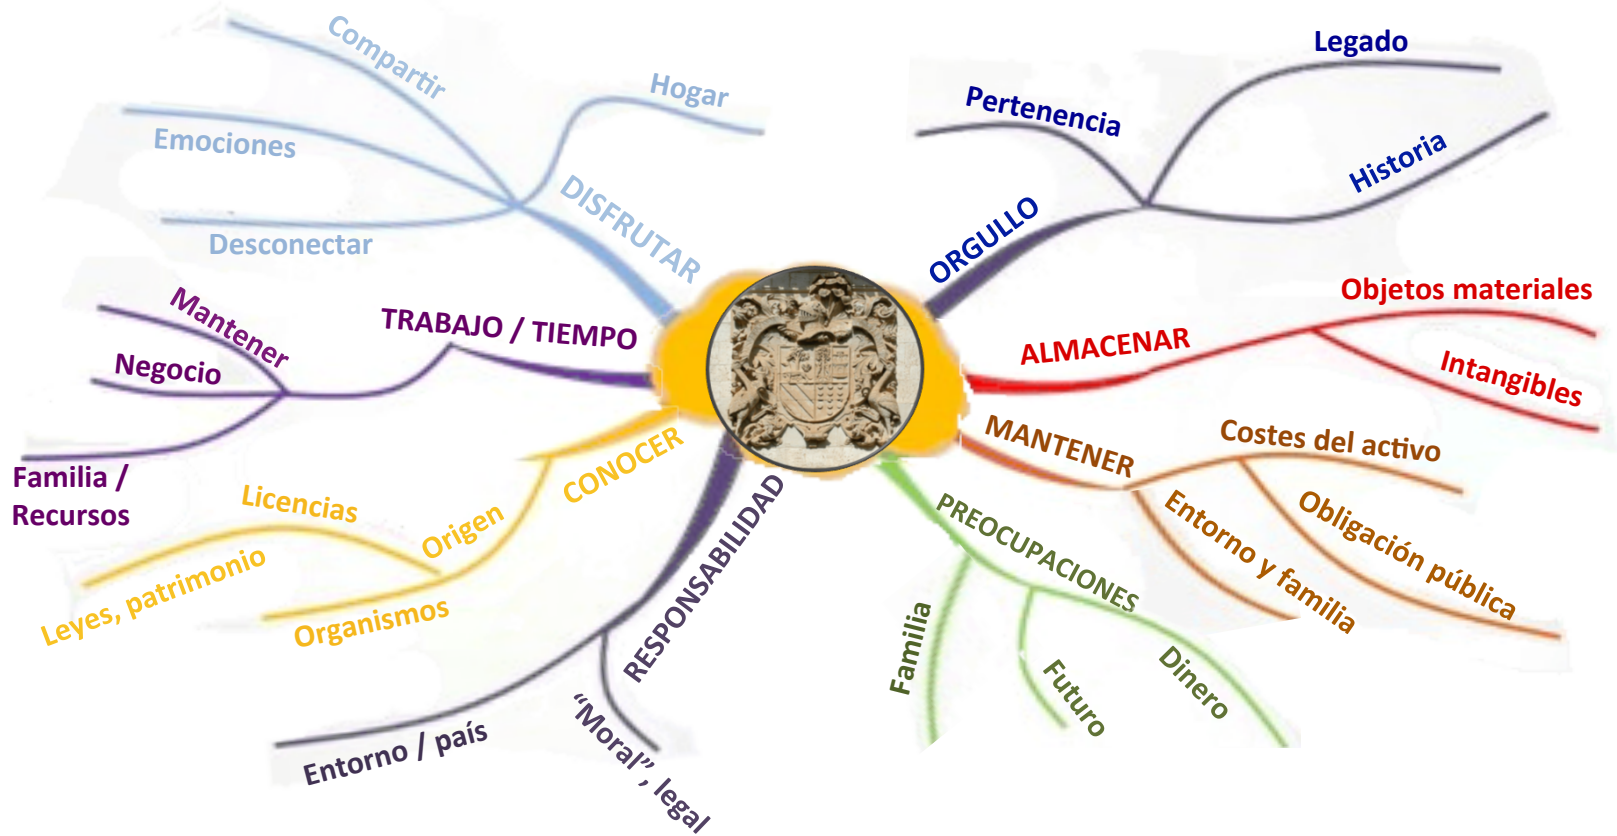 Compartir
Hogar
Emociones
DISFRUTAR
Desconectar
Legado
Pertenencia
Historia
ORGULLO
TRABAJO / TIEMPO
Mantener
Negocio
Familia /
Recursos
ALMACENAR
Objetos materiales
Intangibles
CONOCER
Origen
Licencias
Leyes, patrimonio
Organismos
MANTENER
Costes del activo
Obligación pública
Entorno y familia
RESPONSABILIDAD
Entorno / país
“Moral”, legal
PREOCUPACIONES
Familia
Futuro
Dinero